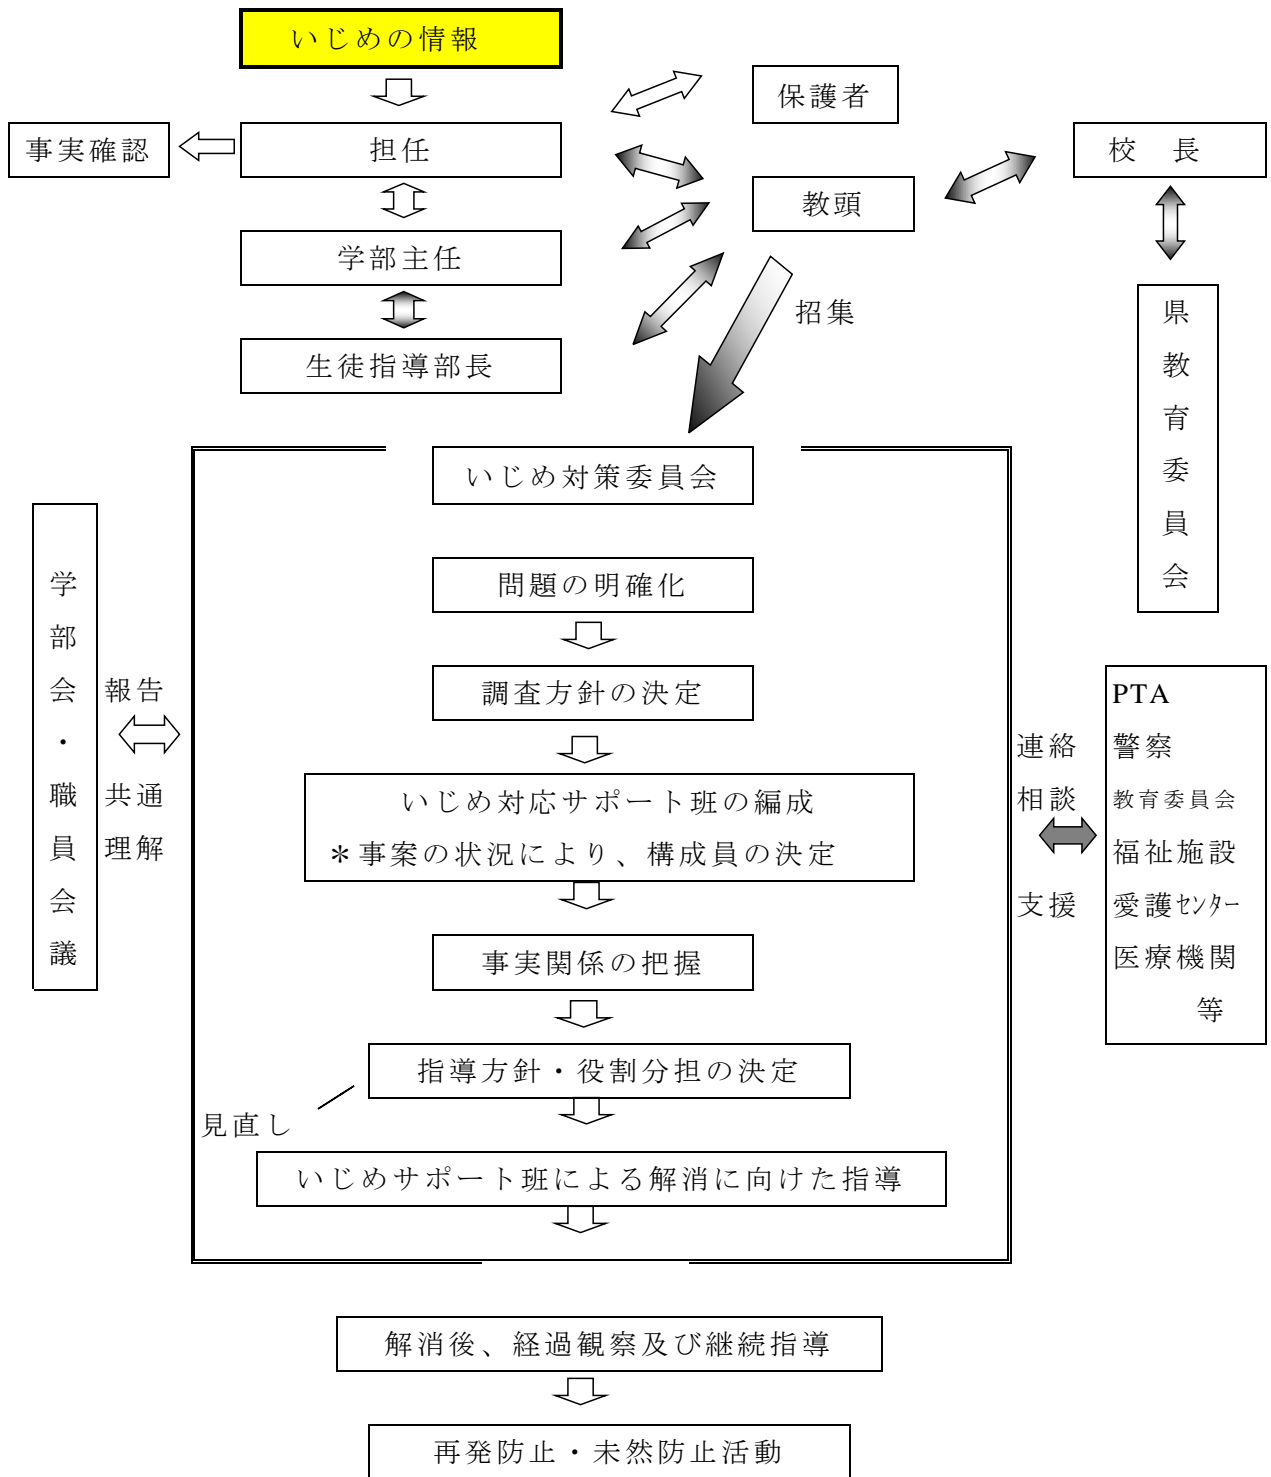 いじめの情報
保護者
事実確認
担任
校　長
教頭
学部主任
招集
生徒指導部長
県教育委員会
いじめ対策委員会
学部会・職員会議
報告
共通
理解
問題の明確化
調査方針の決定
いじめ対応サポート班の編成
＊事案の状況により、構成員の決定
事実関係の把握
指導方針・役割分担の決定
見直し
いじめサポート班による解消に向けた指導
連絡
相談
支援
PTA
警察
教育委員会
福祉施設
愛護ｾﾝﾀｰ
医療機関
等
解消後、経過観察及び継続指導
再発防止・未然防止活動